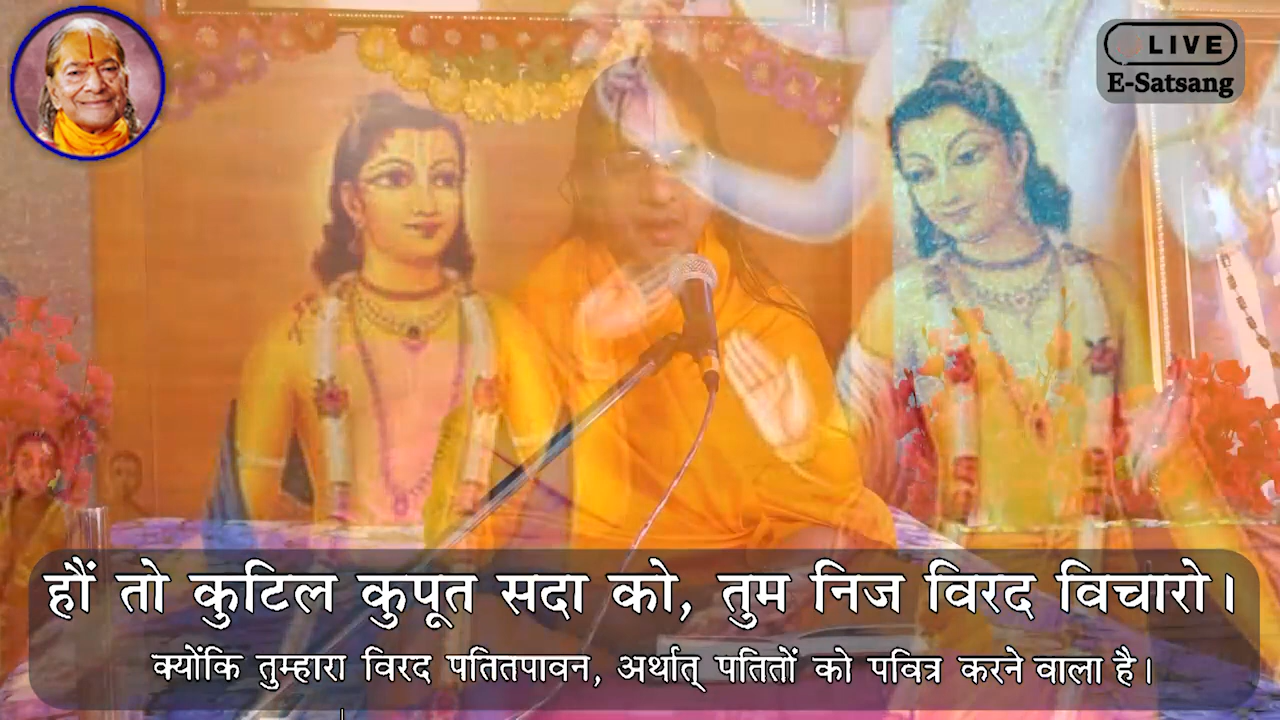 LIVE
E-Satsang
हौं तो कुटिल कुपूत सदा को, तुम निज विरद विचारो।
क्योंकि तुम्हारा विरद पतितपावन, अर्थात् पतितों को पवित्र करने वाला है।